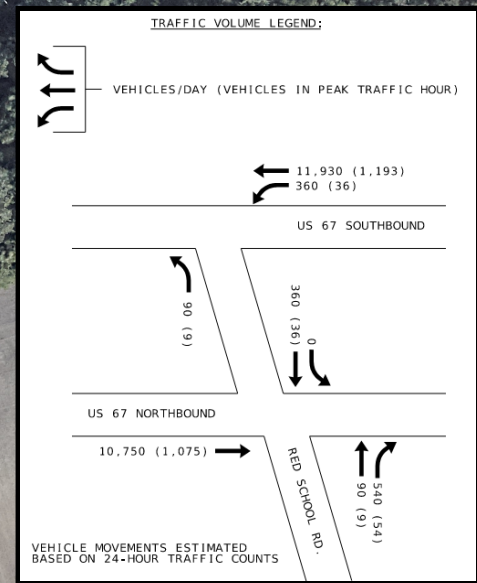 TRAFFIC VOLUME LEGEND:
VEHICLES/DAY (VEHICLES IN PEAK TRAFFIC HOUR)
11,930 (1,193)
360 (36)
US 67 SOUTHBOUND
90 (9)
360 (36)
0
US 67 NORTHBOUND
10,750 (1,075)
RED SCHOOL RD.
90 (9)
540 (54)
VEHICLE MOVEMENTS ESTIMATED
BASED ON 24-HOUR TRAFFIC COUNTS